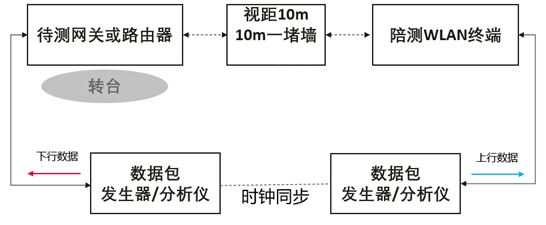 待测网关或路由器
视距10m
10m一堵墙
陪测WLAN终端
转台
下行数据
数据包
发生器/分析仪
时钟同步
数据包
发生器/分析仪
上行数据